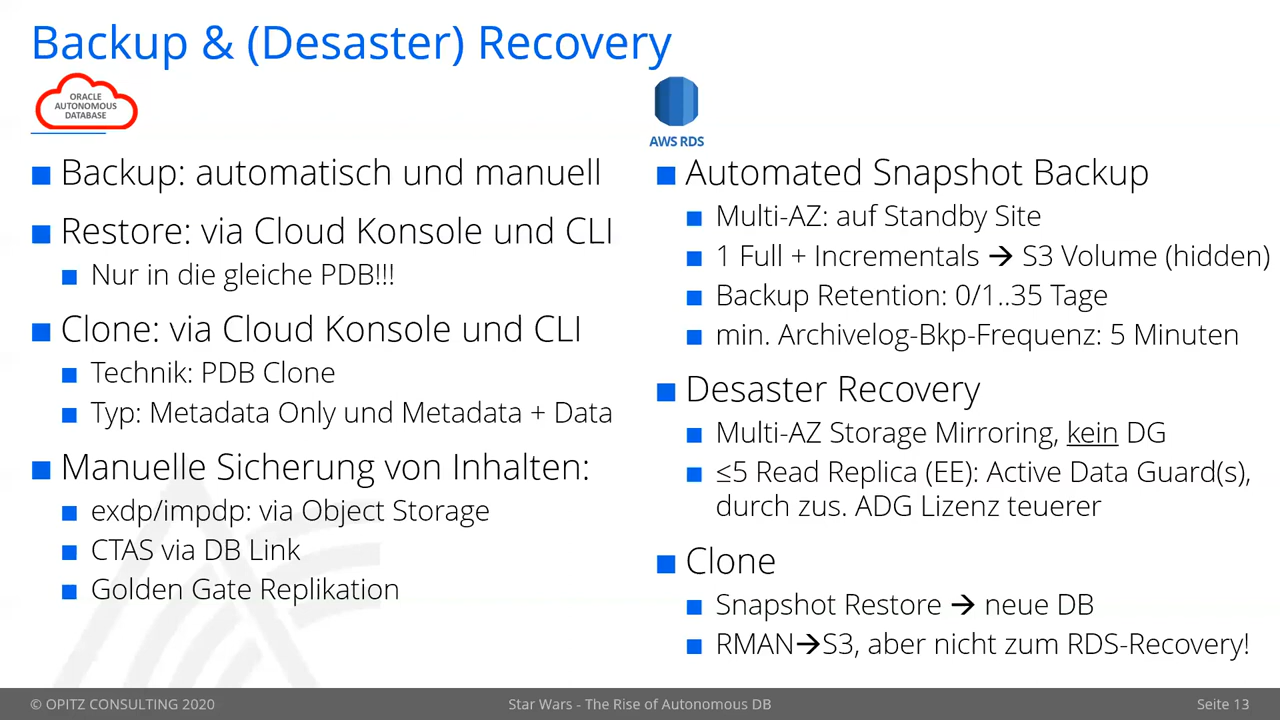 Backup & (Desaster) Recovery
ORACLE
AUTONOMOUS
DATABASE
Backup: automatisch und manuell
Restore: via Cloud Konsole und CLI
Nur in die gleiche PDB!!!
Clone: via Cloud Konsole und CLI
Technik: PDB Clone
Typ: Metadata Only und Metadata + Data
Manuelle Sicherung von Inhalten:
exdp/impdp: via Object Storage
CTAS via DB Link
Golden Gate Replikation
AWS RDS
Automated Snapshot Backup
Multi-AZ: auf Standby Site
1 Full + Incrementals → S3 Volume (hidden)
Backup Retention: 0/1..35 Tage
min. Archivelog-Bkp-Frequenz: 5 Minuten
Desaster Recovery
Multi-AZ Storage Mirroring, kein DG
≤5 Read Replica (EE): Active Data Guard(s),
durch zus. ADG Lizenz teuerer
Clone
Snapshot Restore → neue DB
RMAN→S3, aber nicht zum RDS-Recovery!
© OPITZ CONSULTING 2020
Star Wars - The Rise of Autonomous DB
Seite 13